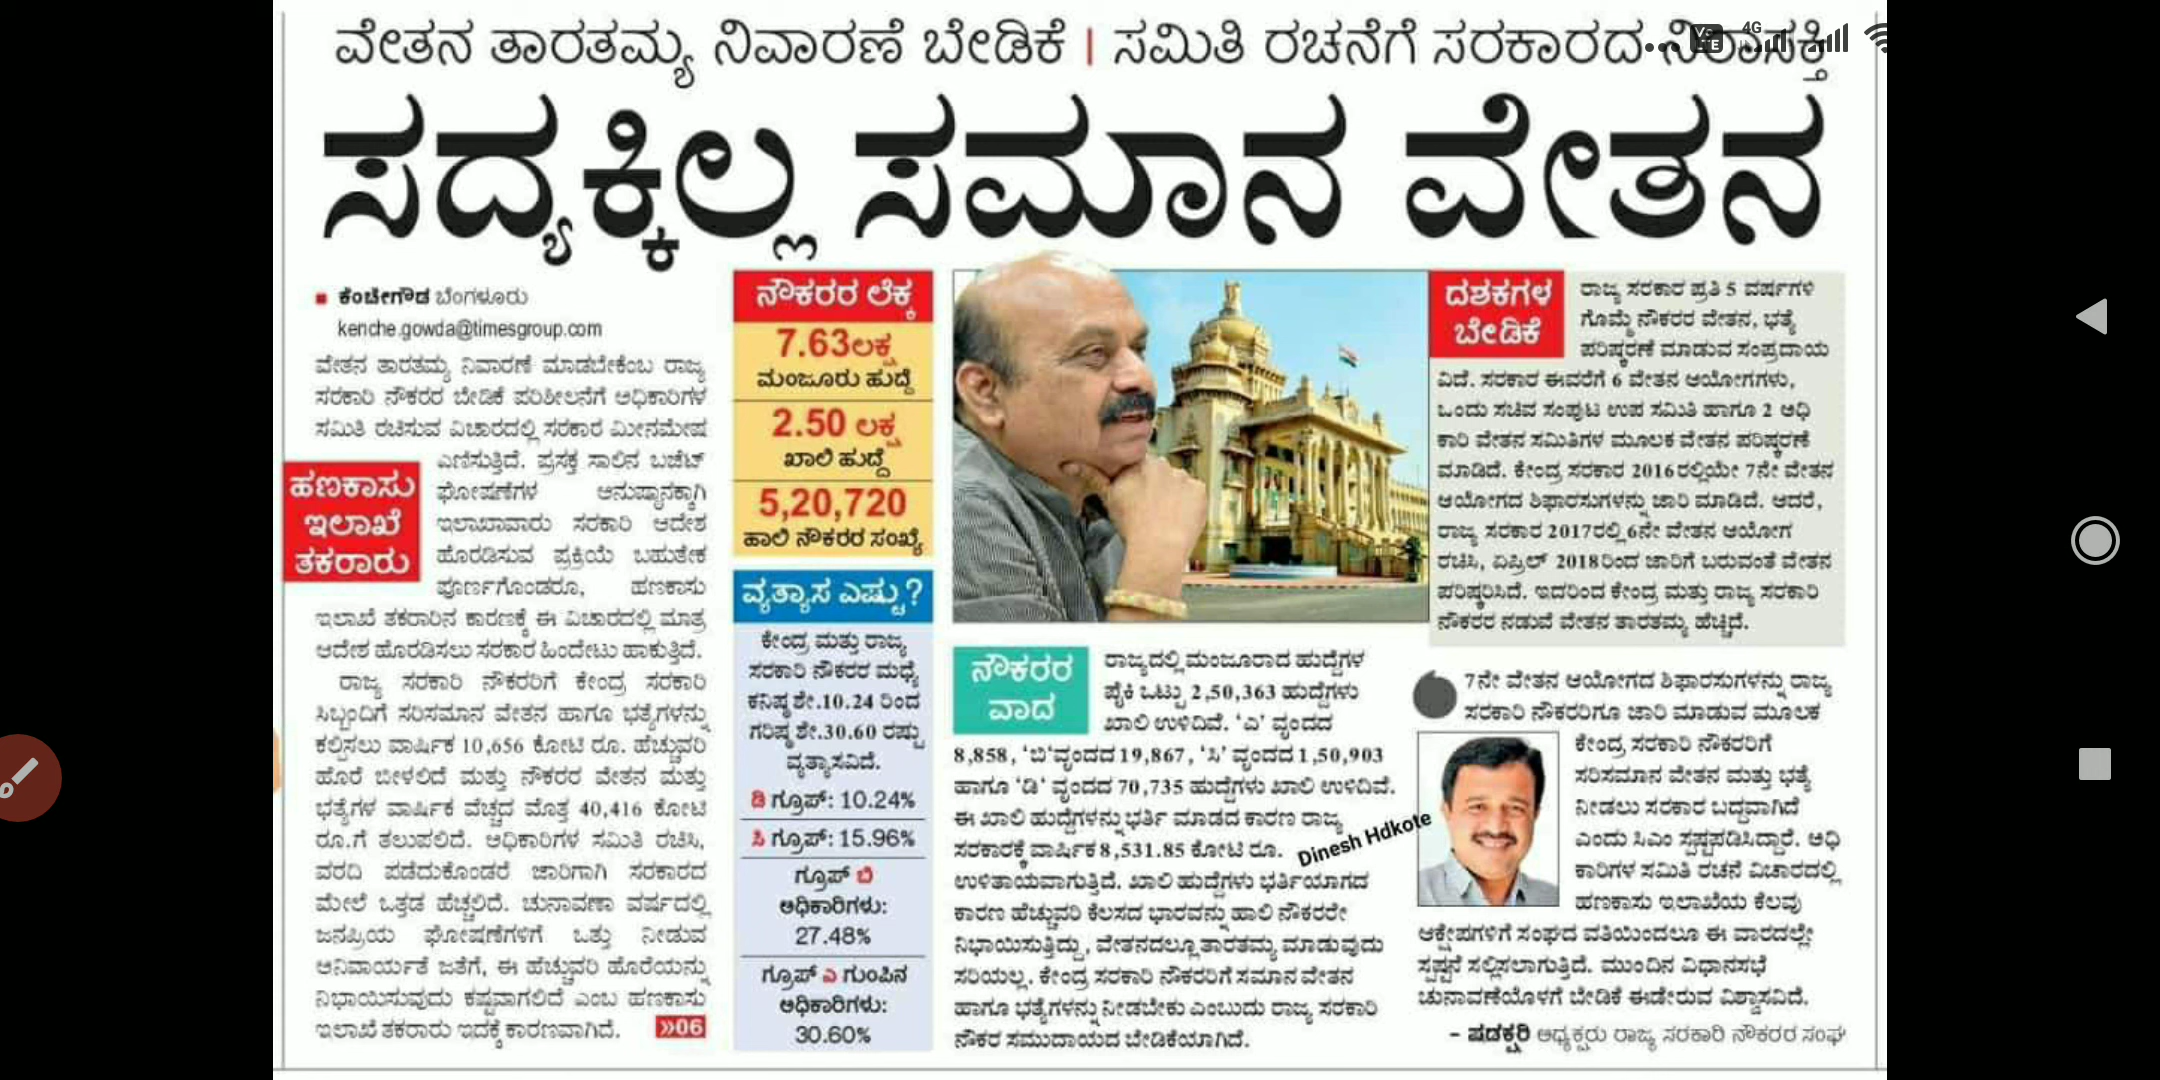 ವೇತನ ತಾರತಮ್ಯ ನಿವಾರಣೆ ಬೇಡಿಕೆ | ಸಮಿತಿ ರಚನೆಗೆ ಸರಕಾರದ ನಿರಾಸಕ್ತಿ
4G
ಸದ್ಯಕ್ಕಿಲ್ಲ ಸಮಾನ ವೇತನ
■ ಕೆಂಚೇಗೌಡ ಬೆಂಗಳೂರು
kenche.gowda@timesgroup.com
ವೇತನ ತಾರತಮ್ಯ ನಿವಾರಣೆ ಮಾಡಬೇಕೆಂಬ ರಾಜ್ಯ
ಸರಕಾರಿ ನೌಕರರ ಬೇಡಿಕೆ ಪರಿಶೀಲನೆಗೆ ಅಧಿಕಾರಿಗಳ
ಸಮಿತಿ ರಚಿಸುವ ವಿಚಾರದಲ್ಲಿ ಸರಕಾರ ಮೀನಮೇಷ
ಎಣಿಸುತ್ತಿದೆ. ಪ್ರಸಕ್ತ ಸಾಲಿನ ಬಜೆಟ್
ಘೋಷಣೆಗಳ ಅನುಷ್ಠಾನಕ್ಕಾಗಿ
ಇಲಾಖಾವಾರು ಸರಕಾರಿ ಆದೇಶ
ಹೊರಡಿಸುವ ಪ್ರಕ್ರಿಯೆ ಬಹುತೇಕ
ಪೂರ್ಣಗೊಂಡರೂ, ಹಣಕಾಸು
ಇಲಾಖೆ ತಕರಾರಿನ ಕಾರಣಕ್ಕೆ ಈ ವಿಚಾರದಲ್ಲಿ ಮಾತ್ರ
ಆದೇಶ ಹೊರಡಿಸಲು ಸರಕಾರ ಹಿಂದೇಟು ಹಾಕುತ್ತಿದೆ.
ಹಣಕಾಸು
ಇಲಾಖೆ
ತಕರಾರು
ರಾಜ್ಯ ಸರಕಾರಿ ನೌಕರರಿಗೆ ಕೇಂದ್ರ ಸರಕಾರಿ
ಸಿಬ್ಬಂದಿಗೆ ಸರಿಸಮಾನ ವೇತನ ಹಾಗೂ ಭತ್ಯೆಗಳನ್ನು
ಕಲ್ಪಿಸಲು ವಾರ್ಷಿಕ 10,656 ಕೋಟಿ ರೂ. ಹೆಚ್ಚುವರಿ
ಹೊರೆ ಬೀಳಲಿದೆ ಮತ್ತು ನೌಕರರ ವೇತನ ಮತ್ತು
ಭತ್ಯೆಗಳ ವಾರ್ಷಿಕ ವೆಚ್ಚದ ಮೊತ್ತ 40,416 ಕೋಟಿ
ರೂ.ಗೆ ತಲುಪಲಿದೆ. ಅಧಿಕಾರಿಗಳ ಸಮಿತಿ ರಚಿಸಿ,
ವರದಿ ಪಡೆದುಕೊಂಡರೆ ಜಾರಿಗಾಗಿ ಸರಕಾರದ
ಮೇಲೆ ಒತ್ತಡ ಹೆಚ್ಚಲಿದೆ. ಚುನಾವಣಾ ವರ್ಷದಲ್ಲಿ
ಜನಪ್ರಿಯ ಘೋಷಣೆಗಳಿಗೆ ಒತ್ತು ನೀಡುವ
ಅನಿವಾರ್ಯತೆ ಜತೆಗೆ, ಈ ಹೆಚ್ಚುವರಿ ಹೊರೆಯನ್ನು
ನಿಭಾಯಿಸುವುದು ಕಷ್ಟವಾಗಲಿದೆ ಎಂಬ ಹಣಕಾಸು
ಇಲಾಖೆ ತಕರಾರು ಇದಕ್ಕೆ ಕಾರಣವಾಗಿದೆ. »06
ನೌಕರರ ಲೆಕ್ಕ
7.63ಲಕ್ಷ
ಮಂಜೂರು ಹುದ್ದೆ
2.50 ಲಕ್ಷ
ಖಾಲಿ ಹುದ್ದೆ
5,20,720
ಹಾಲಿ ನೌಕರರ ಸಂಖ್ಯೆ
ವ್ಯತ್ಯಾಸ ಎಷ್ಟು?
ಕೇಂದ್ರ ಮತ್ತು ರಾಜ್ಯ
ಸರಕಾರಿ ನೌಕರರ ಮಧ್ಯೆ
ಕನಿಷ್ಠ ಶೇ.10.24 ರಿಂದ
ಗರಿಷ್ಠ ಶೇ.30.60 ರಷ್ಟು
ವ್ಯತ್ಯಾಸವಿದೆ.
ಡಿ ಗ್ರೂಪ್: 10.24%
ಸಿ ಗ್ರೂಪ್: 15.96%
ಗ್ರೂಪ್ ಬಿ
ಅಧಿಕಾರಿಗಳು:
27.48%
ಗ್ರೂಪ್ ಎ ಗುಂಪಿನ
ಅಧಿಕಾರಿಗಳು:
30.60%
ನೌಕರರ
ವಾದ
ರಾಜ್ಯದಲ್ಲಿ ಮಂಜೂರಾದ ಹುದ್ದೆಗಳ
ಪೈಕಿ ಒಟ್ಟು 2,50,363 ಹುದ್ದೆಗಳು
ಖಾಲಿ ಉಳಿದಿವೆ. ‘ಎ’ ವೃಂದದ
8,858, ‘ಬಿ‘ವೃಂದದ 19,867, ‘ಸಿ’ ವೃಂದದ 1,50,903
ಹಾಗೂ ‘ಡಿ’ ವೃಂದದ 70,735 ಹುದ್ದೆಗಳು ಖಾಲಿ ಉಳಿದಿವೆ.
ಈ ಖಾಲಿ ಹುದ್ದೆಗಳನ್ನು ಭರ್ತಿ ಮಾಡದ ಕಾರಣ ರಾಜ್ಯ
ಸರಕಾರಕ್ಕೆ ವಾರ್ಷಿಕ 8,531.85 ಕೋಟಿ ರೂ.
ಉಳಿತಾಯವಾಗುತ್ತಿದೆ. ಖಾಲಿ ಹುದ್ದೆಗಳು ಭರ್ತಿಯಾಗದ
ಕಾರಣ ಹೆಚ್ಚುವರಿ ಕೆಲಸದ ಭಾರವನ್ನು ಹಾಲಿ ನೌಕರರೇ
ನಿಭಾಯಿಸುತ್ತಿದ್ದು, ವೇತನದಲ್ಲೂ ತಾರತಮ್ಯ ಮಾಡುವುದು
ಸರಿಯಲ್ಲ. ಕೇಂದ್ರ ಸರಕಾರಿ ನೌಕರರಿಗೆ ಸಮಾನ ವೇತನ
ಹಾಗೂ ಭತ್ಯೆಗಳನ್ನು ನೀಡಬೇಕು ಎಂಬುದು ರಾಜ್ಯ ಸರಕಾರಿ
ನೌಕರ ಸಮುದಾಯದ ಬೇಡಿಕೆಯಾಗಿದೆ.
Dinesh Hdkote
ದಶಕಗಳ
ಬೇಡಿಕೆ
ರಾಜ್ಯ ಸರಕಾರ ಪ್ರತಿ 5 ವರ್ಷಗಳಿ
ಗೊಮ್ಮೆ ನೌಕರರ ವೇತನ, ಭತ್ಯೆ
ಪರಿಷ್ಕರಣೆ ಮಾಡುವ ಸಂಪ್ರದಾಯ
ವಿದೆ. ಸರಕಾರ ಈವರೆಗೆ 6 ವೇತನ ಆಯೋಗಗಳು,
ಒಂದು ಸಚಿವ ಸಂಪುಟ ಉಪ ಸಮಿತಿ ಹಾಗೂ 2 ಅಧಿ
ಕಾರಿ ವೇತನ ಸಮಿತಿಗಳ ಮೂಲಕ ವೇತನ ಪರಿಷ್ಕರಣೆ
ಮಾಡಿದೆ. ಕೇಂದ್ರ ಸರಕಾರ 2016ರಲ್ಲಿಯೇ 7ನೇ ವೇತನ
ಆಯೋಗದ ಶಿಫಾರಸುಗಳನ್ನು ಜಾರಿ ಮಾಡಿದೆ. ಆದರೆ,
ರಾಜ್ಯ ಸರಕಾರ 2017ರಲ್ಲಿ 6ನೇ ವೇತನ ಆಯೋಗ
ರಚಿಸಿ, ಏಪ್ರಿಲ್ 2018ರಿಂದ ಜಾರಿಗೆ ಬರುವಂತೆ ವೇತನ
ಪರಿಷ್ಕರಿಸಿದೆ. ಇದರಿಂದ ಕೇಂದ್ರ ಮತ್ತು ರಾಜ್ಯ ಸರಕಾರಿ
ನೌಕರರ ನಡುವೆ ವೇತನ ತಾರತಮ್ಯ ಹೆಚ್ಚಿದೆ.
7ನೇ ವೇತನ ಆಯೋಗದ ಶಿಫಾರಸುಗಳನ್ನು ರಾಜ್ಯ
ಸರಕಾರಿ ನೌಕರರಿಗೂ ಜಾರಿ ಮಾಡುವ ಮೂಲಕ
ಕೇಂದ್ರ ಸರಕಾರಿ ನೌಕರರಿಗೆ
ಸರಿಸಮಾನ ವೇತನ ಮತ್ತು ಭತ್ಯೆ
ನೀಡಲು ಸರಕಾರ ಬದ್ಧವಾಗಿದೆ
ಎಂದು ಸಿಎಂ ಸ್ಪಷ್ಟಪಡಿಸಿದ್ದಾರೆ. ಅಧಿ
ಕಾರಿಗಳ ಸಮಿತಿ ರಚನೆ ವಿಚಾರದಲ್ಲಿ
ಹಣಕಾಸು ಇಲಾಖೆಯ ಕೆಲವು
ಆಕ್ಷೇಪಗಳಿಗೆ ಸಂಘದ ವತಿಯಿಂದಲೂ ಈ ವಾರದಲ್ಲೇ
ಸ್ಪಷ್ಟನೆ ಸಲ್ಲಿಸಲಾಗುತ್ತಿದೆ. ಮುಂದಿನ ವಿಧಾನಸಭೆ
ಚುನಾವಣೆಯೊಳಗೆ ಬೇಡಿಕೆ ಈಡೇರುವ ವಿಶ್ವಾಸವಿದೆ.
– ಷಡಕ್ಷರಿ ಅಧ್ಯಕ್ಷರು ರಾಜ್ಯ ಸರಕಾರಿ ನೌಕರರ ಸಂಘ